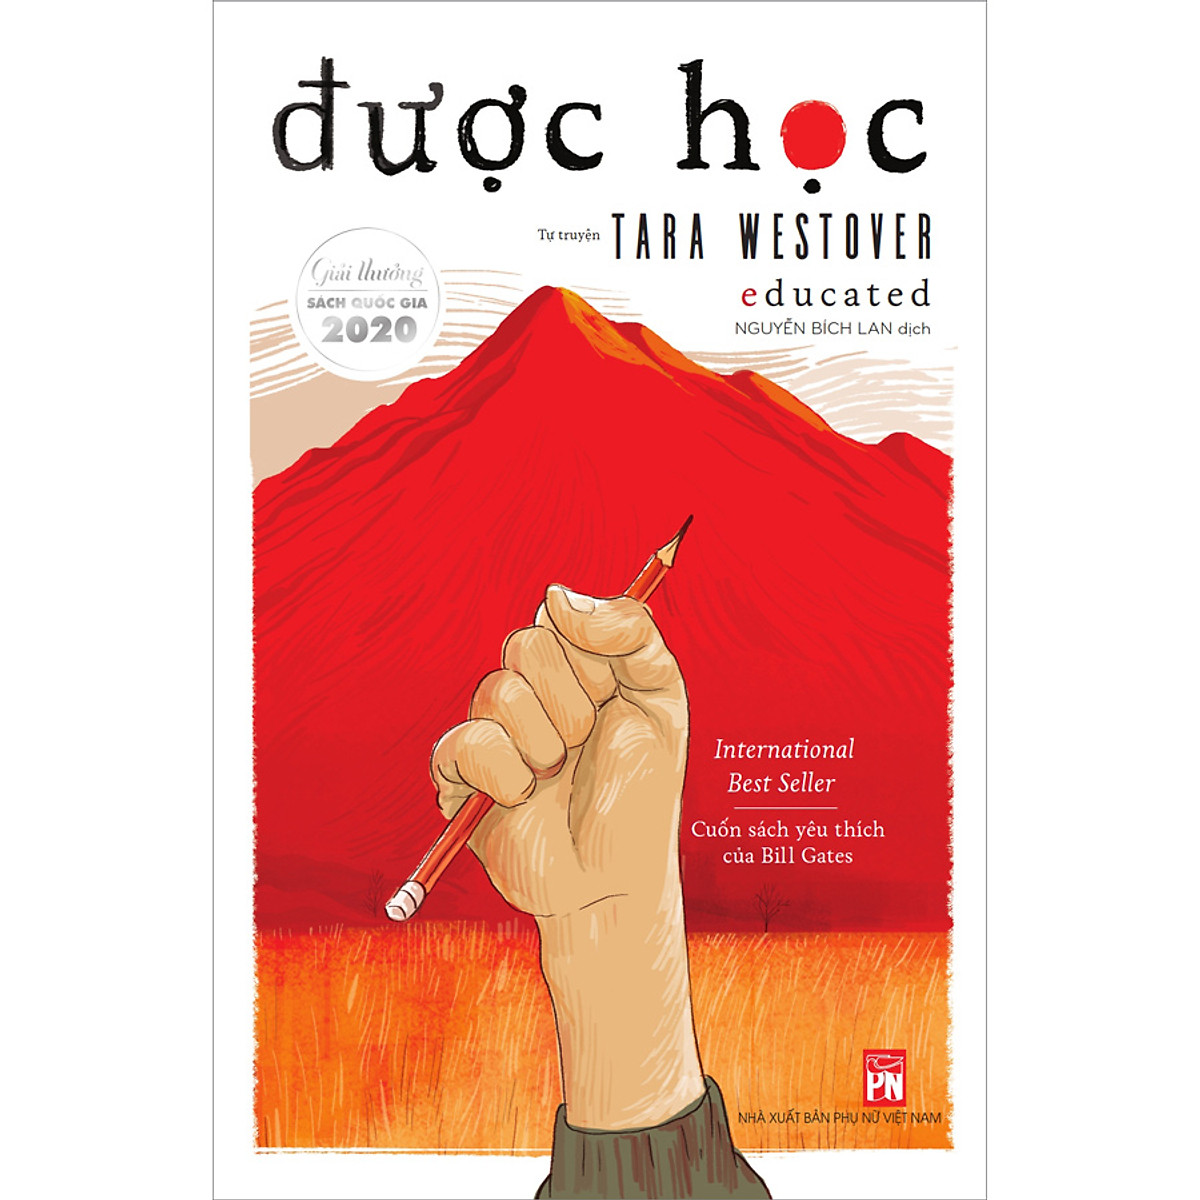 được học
Tự truyện TARA WESTOVER
educated
NGUYỄN BÍCH LAN dịch
Giải thưởng
SÁCH QUỐC GIA
2020
International
Best Seller
Cuốn sách yêu thích
của Bill Gates
PN
NHÀ XUẤT BẢN PHỤ NỮ VIỆT NAM